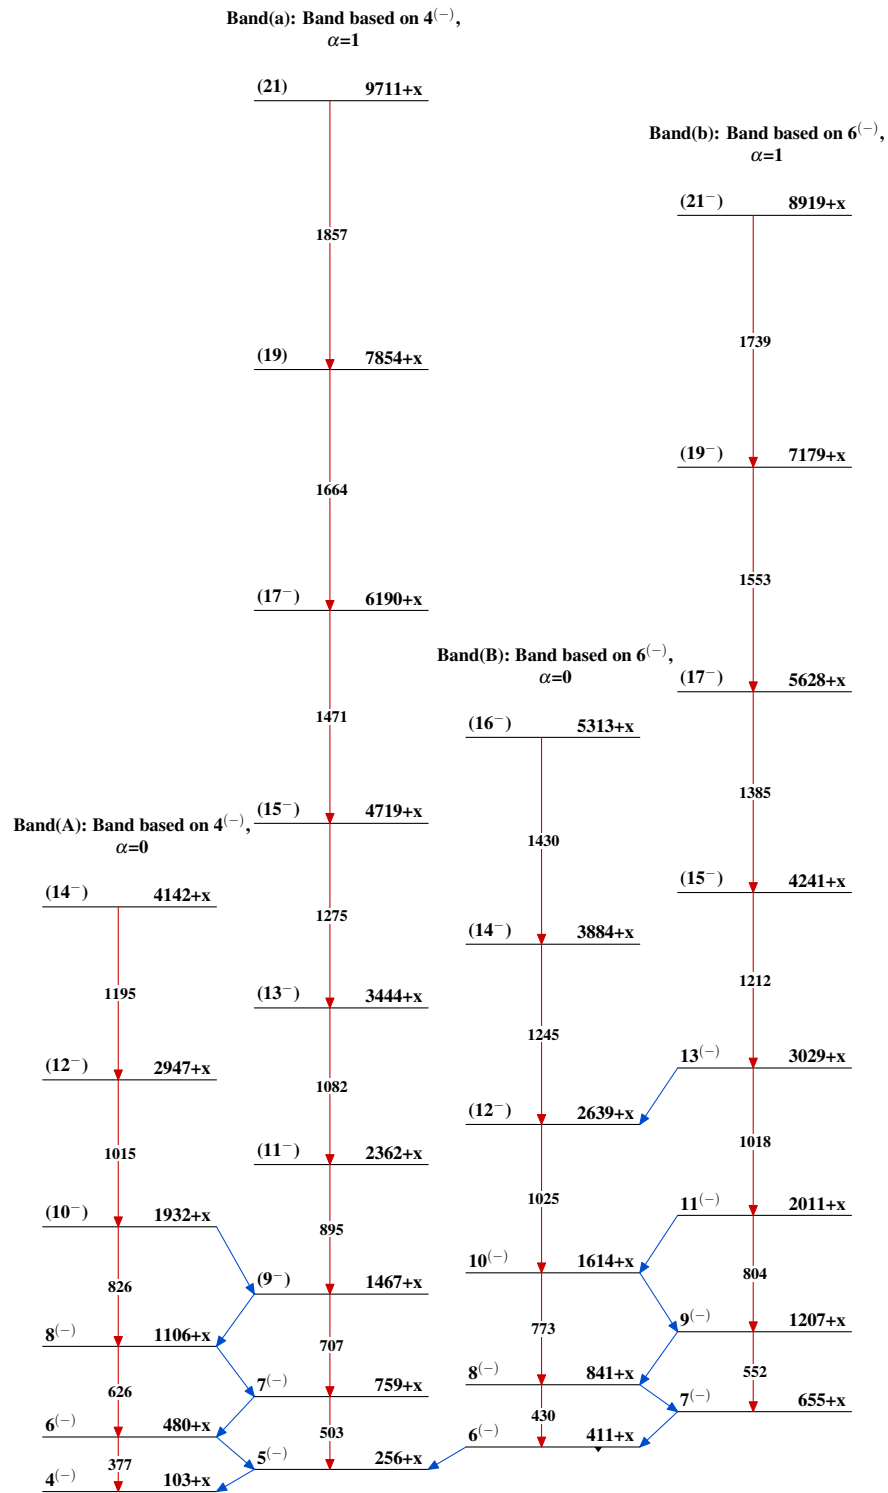 Band(a): Band based on 4⁽⁻⁾,
α=1
(21) 9711+x
1857
(19) 7854+x
1664
(17⁻) 6190+x
1471
(15⁻) 4719+x
1275
(13⁻) 3444+x
1082
(11⁻) 2362+x
895
(9⁻) 1467+x
707
7⁽⁻⁾ 759+x
503
5⁽⁻⁾ 256+x
Band(b): Band based on 6⁽⁻⁾,
α=1
(21⁻) 8919+x
1739
(19⁻) 7179+x
1553
(17⁻) 5628+x
1385
(15⁻) 4241+x
1212
13⁽⁻⁾ 3029+x
1018
11⁽⁻⁾ 2011+x
804
9⁽⁻⁾ 1207+x
552
7⁽⁻⁾ 655+x
Band(B): Band based on 6⁽⁻⁾,
α=0
(16⁻) 5313+x
1430
(14⁻) 3884+x
1245
(12⁻) 2639+x
1025
10⁽⁻⁾ 1614+x
773
8⁽⁻⁾ 841+x
430
6⁽⁻⁾ 411+x
Band(A): Band based on 4⁽⁻⁾,
α=0
(14⁻) 4142+x
1195
(12⁻) 2947+x
1015
(10⁻) 1932+x
826
8⁽⁻⁾ 1106+x
626
6⁽⁻⁾ 480+x
377
4⁽⁻⁾ 103+x